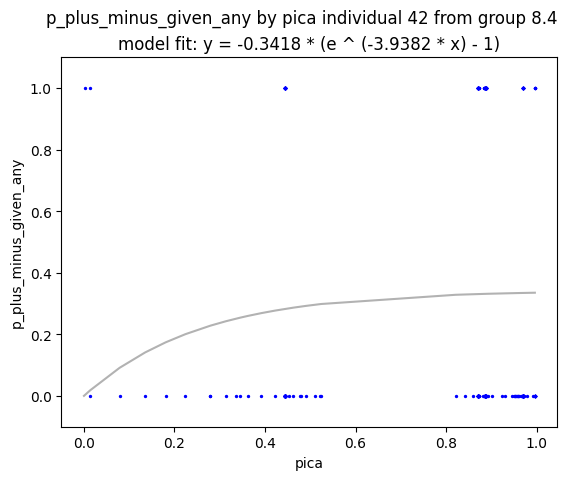 p_plus_minus_given_any by pica individual 42 from group 8.4
model fit: y = -0.3418 * (e ^ (-3.9382 * x) - 1)
1.0
0.8
0.6
0.4
0.2
0.0
p_plus_minus_given_any
0.0 0.2 0.4 0.6 0.8 1.0
pica